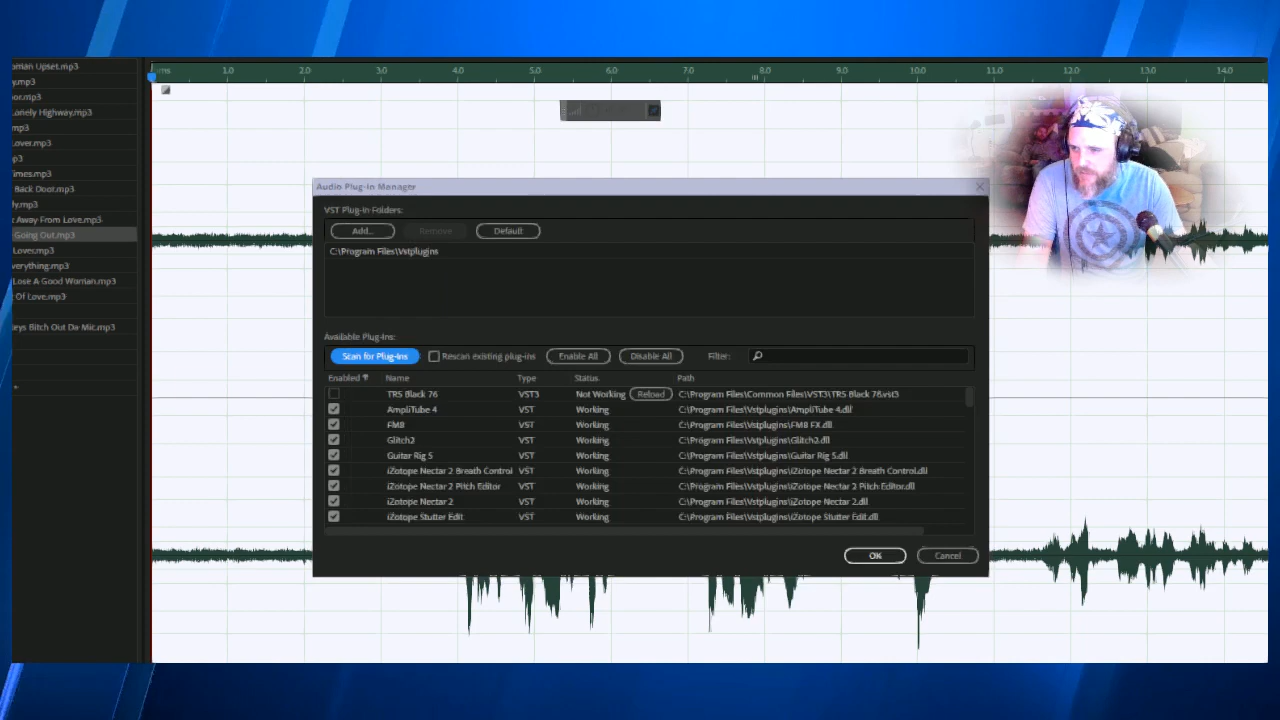 oman Upset.mp3
y.mp3
oor.mp3
Lonely Highway.mp3
mp3
Lover.mp3
p3
Times.mp3
Back Door.mp3
ly.mp3
Away From Love.mp3
Going Out.mp3
Lover.mp3
verything.mp3
Lose A Good Woman.mp3
Of Love.mp3
eys Bitch Out Da Mic.mp3
hms 1.0 2.0 3.0 4.0 5.0 6.0 7.0 8.0 9.0 10.0 11.0 12.0 13.0 14.0
Audio Plug-In Manager
VST Plug-In Folders:
Add... Remove Default
C:\Program Files\Vstplugins
Available Plug-Ins:
Scan for Plug-Ins Rescan existing plug-ins Enable All Disable All Filter:
Enabled Name Type Status Path
TRS Black 76 VST3 Not Working Reload C:\Program Files\Common Files\VST3\TRS Black 76.vst3
AmpliTube 4 VST Working C:\Program Files\Vstplugins\AmpliTube 4.dll
FM8 VST Working C:\Program Files\Vstplugins\FM8 FX.dll
Glitch2 VST Working C:\Program Files\Vstplugins\Glitch2.dll
Guitar Rig 5 VST Working C:\Program Files\Vstplugins\Guitar Rig 5.dll
iZotope Nectar 2 Breath Control VST Working C:\Program Files\Vstplugins\iZotope Nectar 2 Breath Control.dll
iZotope Nectar 2 Pitch Editor VST Working C:\Program Files\Vstplugins\iZotope Nectar 2 Pitch Editor.dll
iZotope Nectar 2 VST Working C:\Program Files\Vstplugins\iZotope Nectar 2.dll
iZotope Stutter Edit VST Working C:\Program Files\Vstplugins\iZotope Stutter Edit.dll
OK Cancel